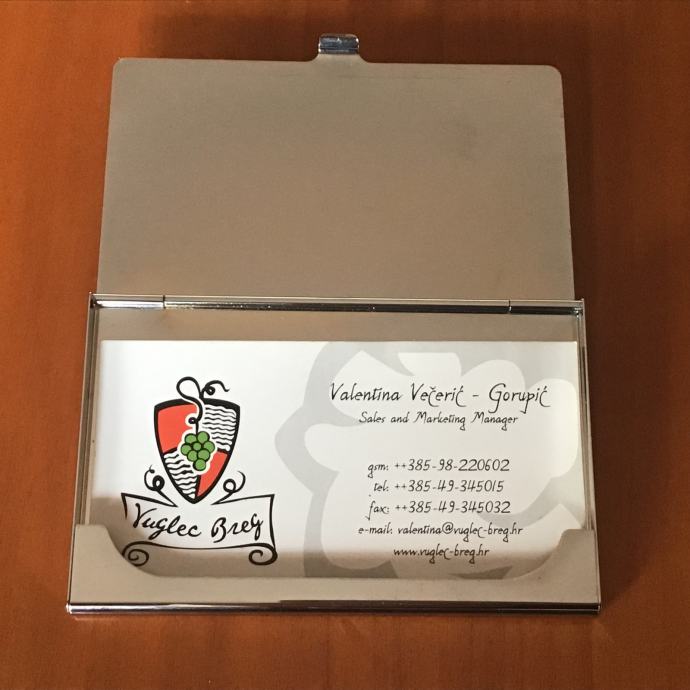 Vuglec Breg
Valentina Večerić - Gorupić
Sales and Marketing Manager
gsm: ++385-98-220602
tel: ++385-49-345015
fax: ++385-49-345032
e-mail: valentina@vuglec-breg.hr
www.vuglec-breg.hr